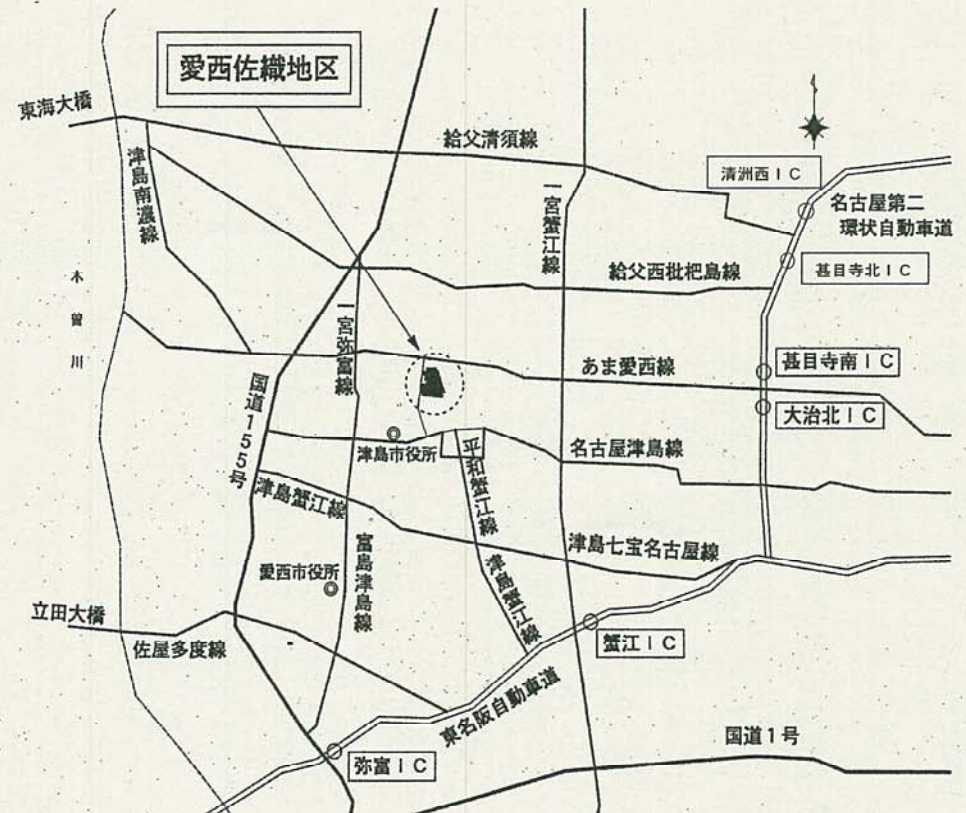 愛西佐織地区
東海大橋
給父清須線
津島南濃線
一宮蟹江線
清洲西IC
名古屋第二
環状自動車道
甚目寺北IC
給父西枇杷島線
木曽川
一宮弥富線
あま愛西線
甚目寺南IC
大治北IC
国道155号
津島市役所
平和蟹江線
名古屋津島線
津島蟹江線
富島津島線
津島七宝名古屋線
愛西市役所
津島蟹江線
立田大橋
佐屋多度線
蟹江IC
東名阪自動車道
国道1号
弥富IC